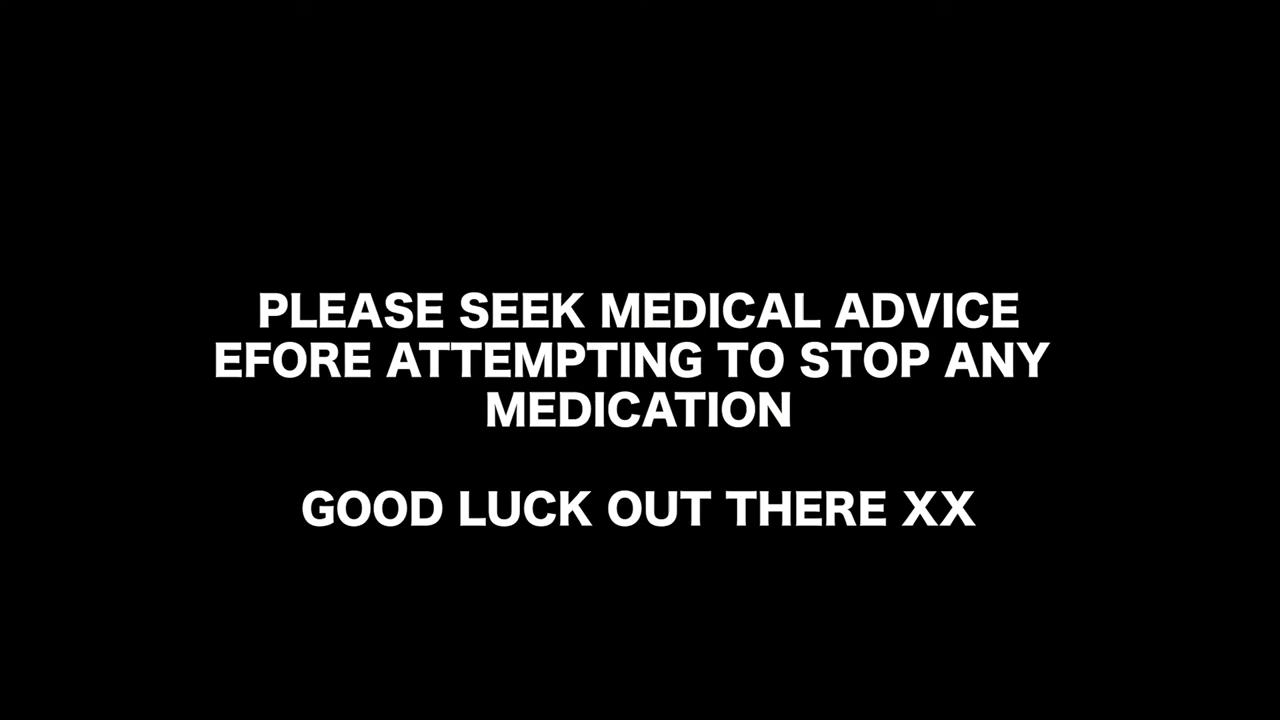 PLEASE SEEK MEDICAL ADVICE
EFORE ATTEMPTING TO STOP ANY
MEDICATION
GOOD LUCK OUT THERE XX